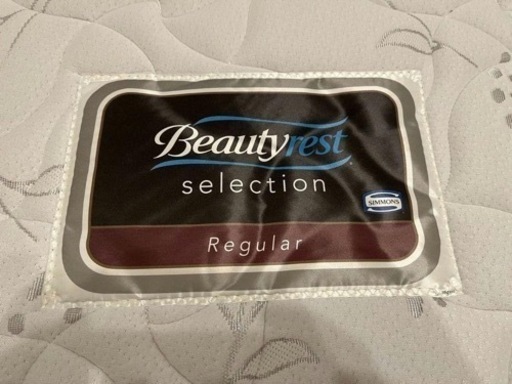 Beautyrest
selection
SIMMONS
Regular